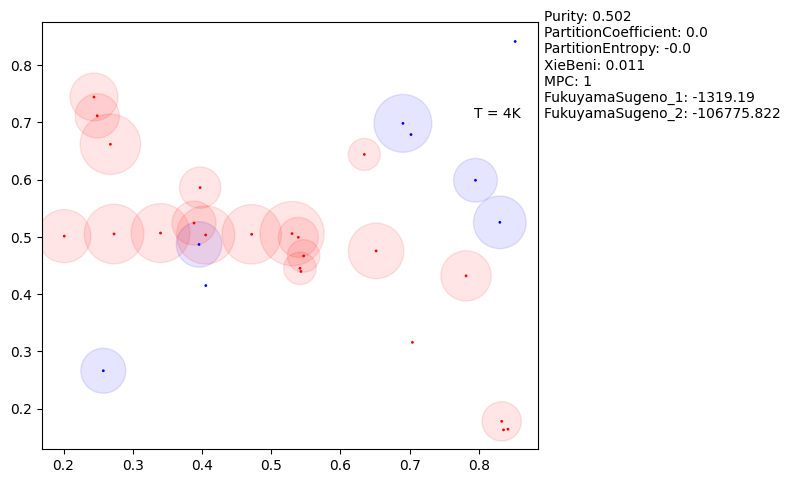 Purity: 0.502
PartitionCoefficient: 0.0
PartitionEntropy: -0.0
XieBeni: 0.011
MPC: 1
FukuyamaSugeno_1: -1319.19
FukuyamaSugeno_2: -106775.822
T = 4K
0.8
0.7
0.6
0.5
0.4
0.3
0.2
0.2 0.3 0.4 0.5 0.6 0.7 0.8